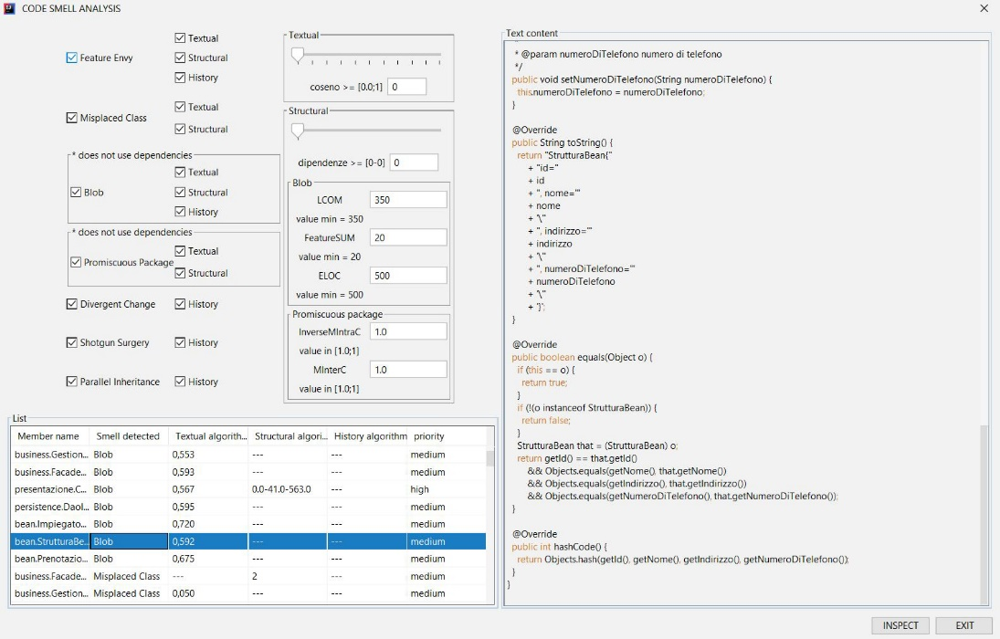 CODE SMELL ANALYSIS
Feature Envy
Textual
Structural
History
Misplaced Class
Textual
Structural
* does not use dependencies
Blob
Textual
Structural
History
* does not use dependencies
Promiscuous Package
Textual
Structural
Divergent Change
History
Shotgun Surgery
History
Parallel Inheritance
History
Textual
coseno >= [0.0;1] 0
Structural
dipendenze >= [0-0] 0
Blob
LCOM 350
value min = 350
FeatureSUM 20
value min = 20
ELOC 500
value min = 500
Promiscuous package
InverseMIntraC 1.0
value in [1.0;1]
MInterC 1.0
value in [1.0;1]
List
Member name Smell detected Textual algorith... Structural algori... History algorithm priority
business.Gestion... Blob 0,553 --- --- medium
business.Facade... Blob 0,593 --- --- medium
presentazione.C... Blob 0,567 0.0-41.0-563.0 --- high
persistence.DaoI... Blob 0,595 --- --- medium
bean.Impiegato... Blob 0,720 --- --- medium
bean.StrutturaBe... Blob 0,592 --- --- medium
bean.Prenotazio... Blob 0,675 --- --- medium
business.Facade... Misplaced Class --- 2 --- medium
business.Gestion... Misplaced Class 0,050 --- --- medium
Text content
* @param numeroDiTelefono numero di telefono
*/
public void setNumeroDiTelefono(String numeroDiTelefono) {
this.numeroDiTelefono = numeroDiTelefono;
}
@Override
public String toString() {
return "StrutturaBean{"
+ "id="
+ id
+ ", nome='"
+ nome
+ '\''
+ ", indirizzo='"
+ indirizzo
+ '\''
+ ", numeroDiTelefono='"
+ numeroDiTelefono
+ '\''
+ '}';
}
@Override
public boolean equals(Object o) {
if (this == o) {
return true;
}
if (!(o instanceof StrutturaBean)) {
return false;
}
StrutturaBean that = (StrutturaBean) o;
return getId() == that.getId()
&& Objects.equals(getNome(), that.getNome())
&& Objects.equals(getIndirizzo(), that.getIndirizzo())
&& Objects.equals(getNumeroDiTelefono(), that.getNumeroDiTelefono());
}
@Override
public int hashCode() {
return Objects.hash(getId(), getNome(), getIndirizzo(), getNumeroDiTelefono());
}
}
INSPECT
EXIT